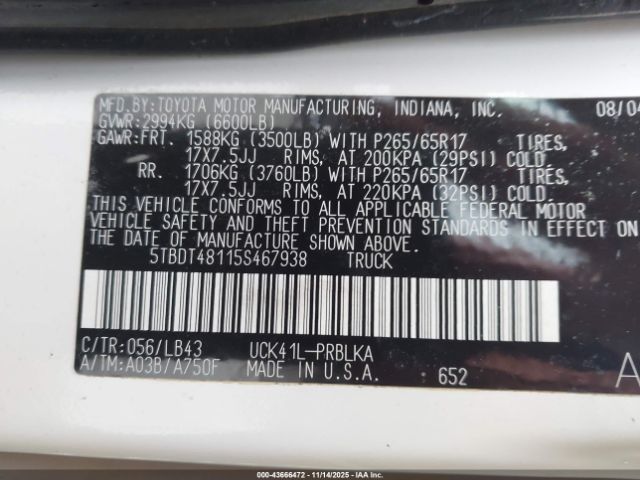 MFD.BY:TOYOTA MOTOR MANUFACTURING, INDIANA, INC. 08/04
GVWR:2994KG (6600LB)
GAWR:FRT. 1588KG (3500LB) WITH P265/65R17 TIRES,
17X7.5JJ RIMS, AT 200KPA (29PSI) COLD.
RR. 1706KG (3760LB) WITH P265/65R17 TIRES,
17X7.5JJ RIMS, AT 220KPA (32PSI) COLD.
THIS VEHICLE CONFORMS TO ALL APPLICABLE FEDERAL MOTOR
VEHICLE SAFETY AND THEFT PREVENTION STANDARDS IN EFFECT ON
THE DATE OF MANUFACTURE SHOWN ABOVE.
5TBDT48115S467938 TRUCK
C/TR:056/LB43 UCK41L-PRBLKA
A/TM:A03B/A750F MADE IN U.S.A. 652 A
000-43666472 - 11/14/2025 - IAA Inc.